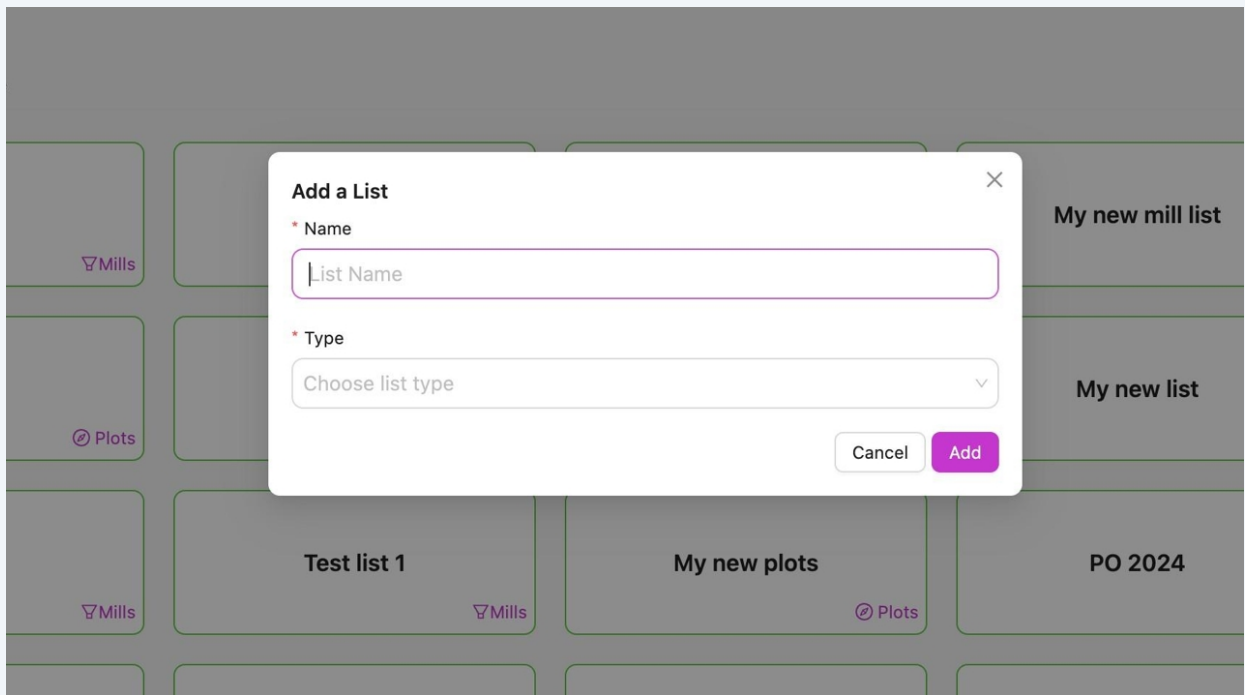 Add a List
* Name
My new mill list
Mills
List Name
* Type
Choose list type
My new list
Plots
Cancel Add
Test list 1
My new plots
PO 2024
Mills
Mills
Plots